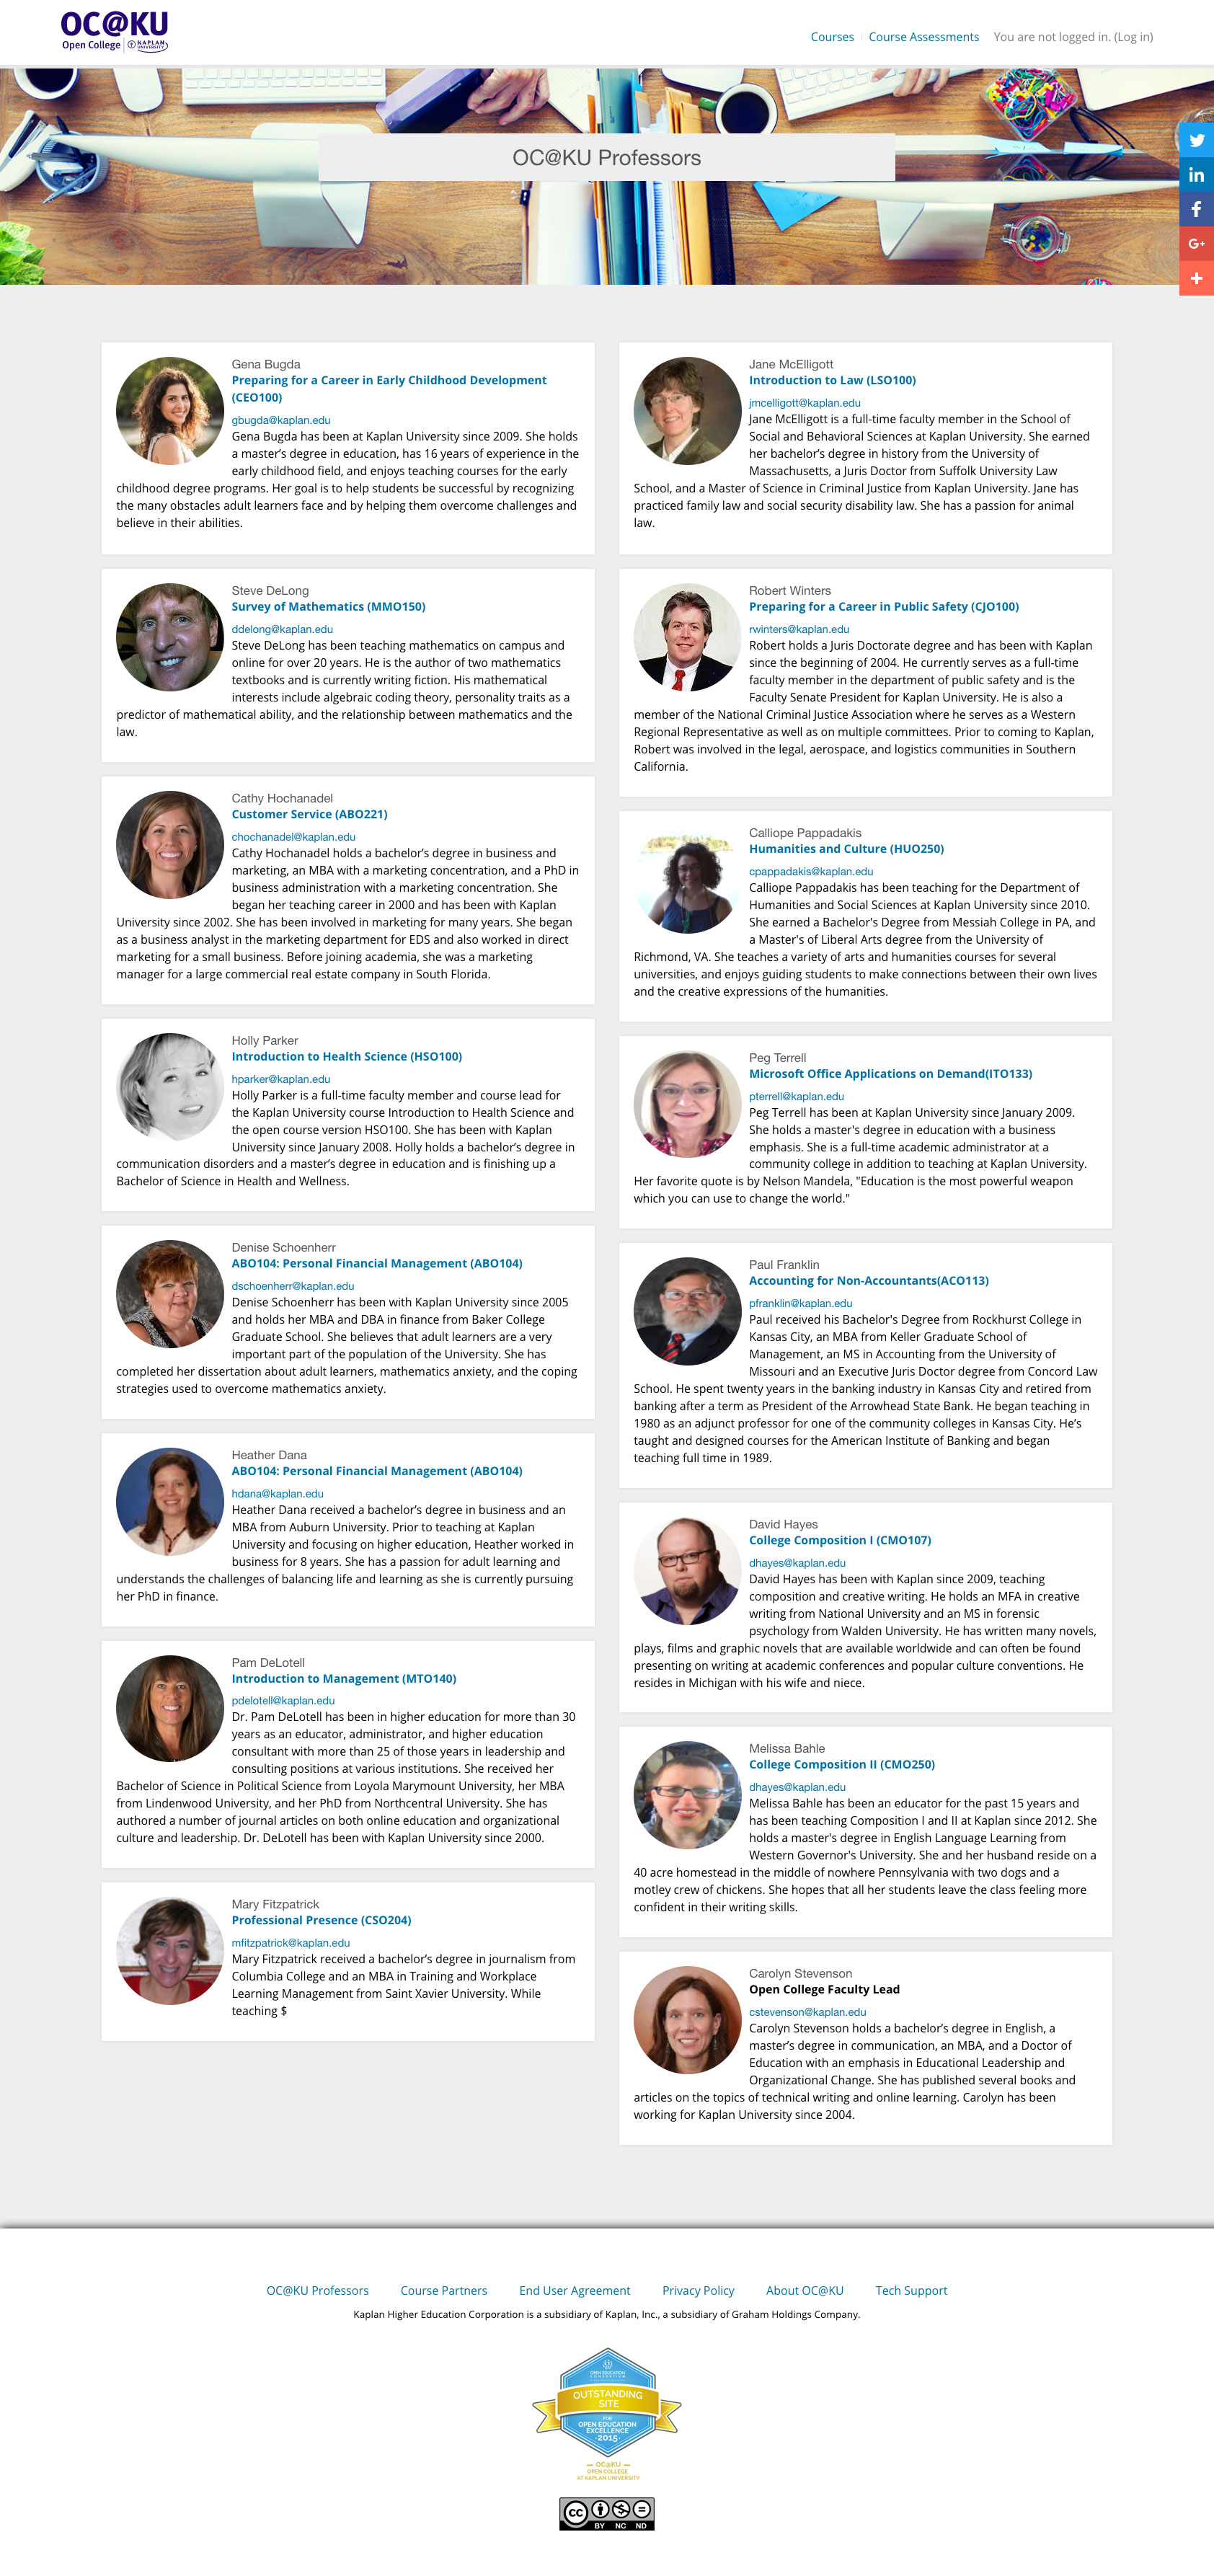 OC@KU
Open College
KAPLAN
UNIVERSITY
Courses
Course Assessments
You are not logged in. (Log in)
OC@KU Professors
in
f
G+
+
Gena Bugda
Preparing for a Career in Early Childhood Development
(CEO100)
gbugda@kaplan.edu
Gena Bugda has been at Kaplan University since 2009. She holds
a master's degree in education, has 16 years of experience in the
early childhood field, and enjoys teaching courses for the early
childhood degree programs. Her goal is to help students be successful by recognizing
the many obstacles adult learners face and by helping them overcome challenges and
believe in their abilities.
Steve DeLong
Survey of Mathematics (MMO150)
ddelong@kaplan.edu
Steve DeLong has been teaching mathematics on campus and
online for over 20 years. He is the author of two mathematics
textbooks and is currently writing fiction. His mathematical
interests include algebraic coding theory, personality traits as a
predictor of mathematical ability, and the relationship between mathematics and the
law.
Cathy Hochanadel
Customer Service (ABO221)
chochanadel@kaplan.edu
Cathy Hochanadel holds a bachelor's degree in business and
marketing, an MBA with a marketing concentration, and a PhD in
business administration with a marketing concentration. She
began her teaching career in 2000 and has been with Kaplan
University since 2002. She has been involved in marketing for many years. She began
as a business analyst in the marketing department for EDS and also worked in direct
marketing for a small business. Before joining academia, she was a marketing
manager for a large commercial real estate company in South Florida.
Holly Parker
Introduction to Health Science (HSO100)
hparker@kaplan.edu
Holly Parker is a full-time faculty member and course lead for
the Kaplan University course Introduction to Health Science and
the open course version HSO100. She has been with Kaplan
University since January 2008. Holly holds a bachelor's degree in
communication disorders and a master's degree in education and is finishing up a
Bachelor of Science in Health and Wellness.
Denise Schoenherr
ABO104: Personal Financial Management (ABO104)
dschoenherr@kaplan.edu
Denise Schoenherr has been with Kaplan University since 2005
and holds her MBA and DBA in finance from Baker College
Graduate School. She believes that adult learners are a very
important part of the population of the University. She has
completed her dissertation about adult learners, mathematics anxiety, and the coping
strategies used to overcome mathematics anxiety.
Heather Dana
ABO104: Personal Financial Management (ABO104)
hdana@kaplan.edu
Heather Dana received a bachelor's degree in business and an
MBA from Auburn University. Prior to teaching at Kaplan
University and focusing on higher education, Heather worked in
business for 8 years. She has a passion for adult learning and
understands the challenges of balancing life and learning as she is currently pursuing
her PhD in finance.
Pam DeLotell
Introduction to Management (MTO140)
pdelotell@kaplan.edu
Dr. Pam DeLotell has been in higher education for more than 30
years as an educator, administrator, and higher education
consultant with more than 25 of those years in leadership and
consulting positions at various institutions. She received her
Bachelor of Science in Political Science from Loyola Marymount University, her MBA
from Lindenwood University, and her PhD from Northcentral University. She has
authored a number of journal articles on both online education and organizational
culture and leadership. Dr. DeLotell has been with Kaplan University since 2000.
Mary Fitzpatrick
Professional Presence (CSO204)
mfitzpatrick@kaplan.edu
Mary Fitzpatrick received a bachelor's degree in journalism from
Columbia College and an MBA in Training and Workplace
Learning Management from Saint Xavier University. While
teaching $
Jane McElligott
Introduction to Law (LSO100)
jmcelligott@kaplan.edu
Jane McElligott is a full-time faculty member in the School of
Social and Behavioral Sciences at Kaplan University. She earned
her bachelor's degree in history from the University of
Massachusetts, a Juris Doctor from Suffolk University Law
School, and a Master of Science in Criminal Justice from Kaplan University. Jane has
practiced family law and social security disability law. She has a passion for animal
law.
Robert Winters
Preparing for a Career in Public Safety (CJO100)
rwinters@kaplan.edu
Robert holds a Juris Doctorate degree and has been with Kaplan
since the beginning of 2004. He currently serves as a full-time
faculty member in the department of public safety and is the
Faculty Senate President for Kaplan University. He is also a
member of the National Criminal Justice Association where he serves as a Western
Regional Representative as well as on multiple committees. Prior to coming to Kaplan,
Robert was involved in the legal, aerospace, and logistics communities in Southern
California.
Calliope Pappadakis
Humanities and Culture (HUO250)
cpappadakis@kaplan.edu
Calliope Pappadakis has been teaching for the Department of
Humanities and Social Sciences at Kaplan University since 2010.
She earned a Bachelor's Degree from Messiah College in PA, and
a Master's of Liberal Arts degree from the University of
Richmond, VA. She teaches a variety of arts and humanities courses for several
universities, and enjoys guiding students to make connections between their own lives
and the creative expressions of the humanities.
Peg Terrell
Microsoft Office Applications on Demand(ITO133)
pterrell@kaplan.edu
Peg Terrell has been at Kaplan University since January 2009.
She holds a master's degree in education with a business
emphasis. She is a full-time academic administrator at a
community college in addition to teaching at Kaplan University.
Her favorite quote is by Nelson Mandela, "Education is the most powerful weapon
which you can use to change the world."
Paul Franklin
Accounting for Non-Accountants(ACO113)
pfranklin@kaplan.edu
Paul received his Bachelor's Degree from Rockhurst College in
Kansas City, an MBA from Keller Graduate School of
Management, an MS in Accounting from the University of
Missouri and an Executive Juris Doctor degree from Concord Law
School. He spent twenty years in the banking industry in Kansas City and retired from
banking after a term as President of the Arrowhead State Bank. He began teaching in
1980 as an adjunct professor for one of the community colleges in Kansas City. He's
taught and designed courses for the American Institute of Banking and began
teaching full time in 1989.
David Hayes
College Composition I (CMO107)
dhayes@kaplan.edu
David Hayes has been with Kaplan since 2009, teaching
composition and creative writing. He holds an MFA in creative
writing from National University and an MS in forensic
psychology from Walden University. He has written many novels,
plays, films and graphic novels that are available worldwide and can often be found
presenting on writing at academic conferences and popular culture conventions. He
resides in Michigan with his wife and niece.
Melissa Bahle
College Composition II (CMO250)
dhayes@kaplan.edu
Melissa Bahle has been an educator for the past 15 years and
has been teaching Composition I and II at Kaplan since 2012. She
holds a master's degree in English Language Learning from
Western Governor's University. She and her husband reside on a
40 acre homestead in the middle of nowhere Pennsylvania with two dogs and a
motley crew of chickens. She hopes that all her students leave the class feeling more
confident in their writing skills.
Carolyn Stevenson
Open College Faculty Lead
cstevenson@kaplan.edu
Carolyn Stevenson holds a bachelor's degree in English, a
master's degree in communication, an MBA, and a Doctor of
Education with an emphasis in Educational Leadership and
Organizational Change. She has published several books and
articles on the topics of technical writing and online learning. Carolyn has been
working for Kaplan University since 2004.
OC@KU Professors
Course Partners
End User Agreement
Privacy Policy
About OC@KU
Tech Support
Kaplan Higher Education Corporation is a subsidiary of Kaplan, Inc., a subsidiary of Graham Holdings Company.
OPEN EDUCATION
CONSORTIUM
OUTSTANDING
SITE
FOR
OPEN EDUCATION
EXCELLENCE
·2015·
— OC@KU —
OPEN COLLEGE
AT KAPLAN UNIVERSITY
cc
BY NC ND